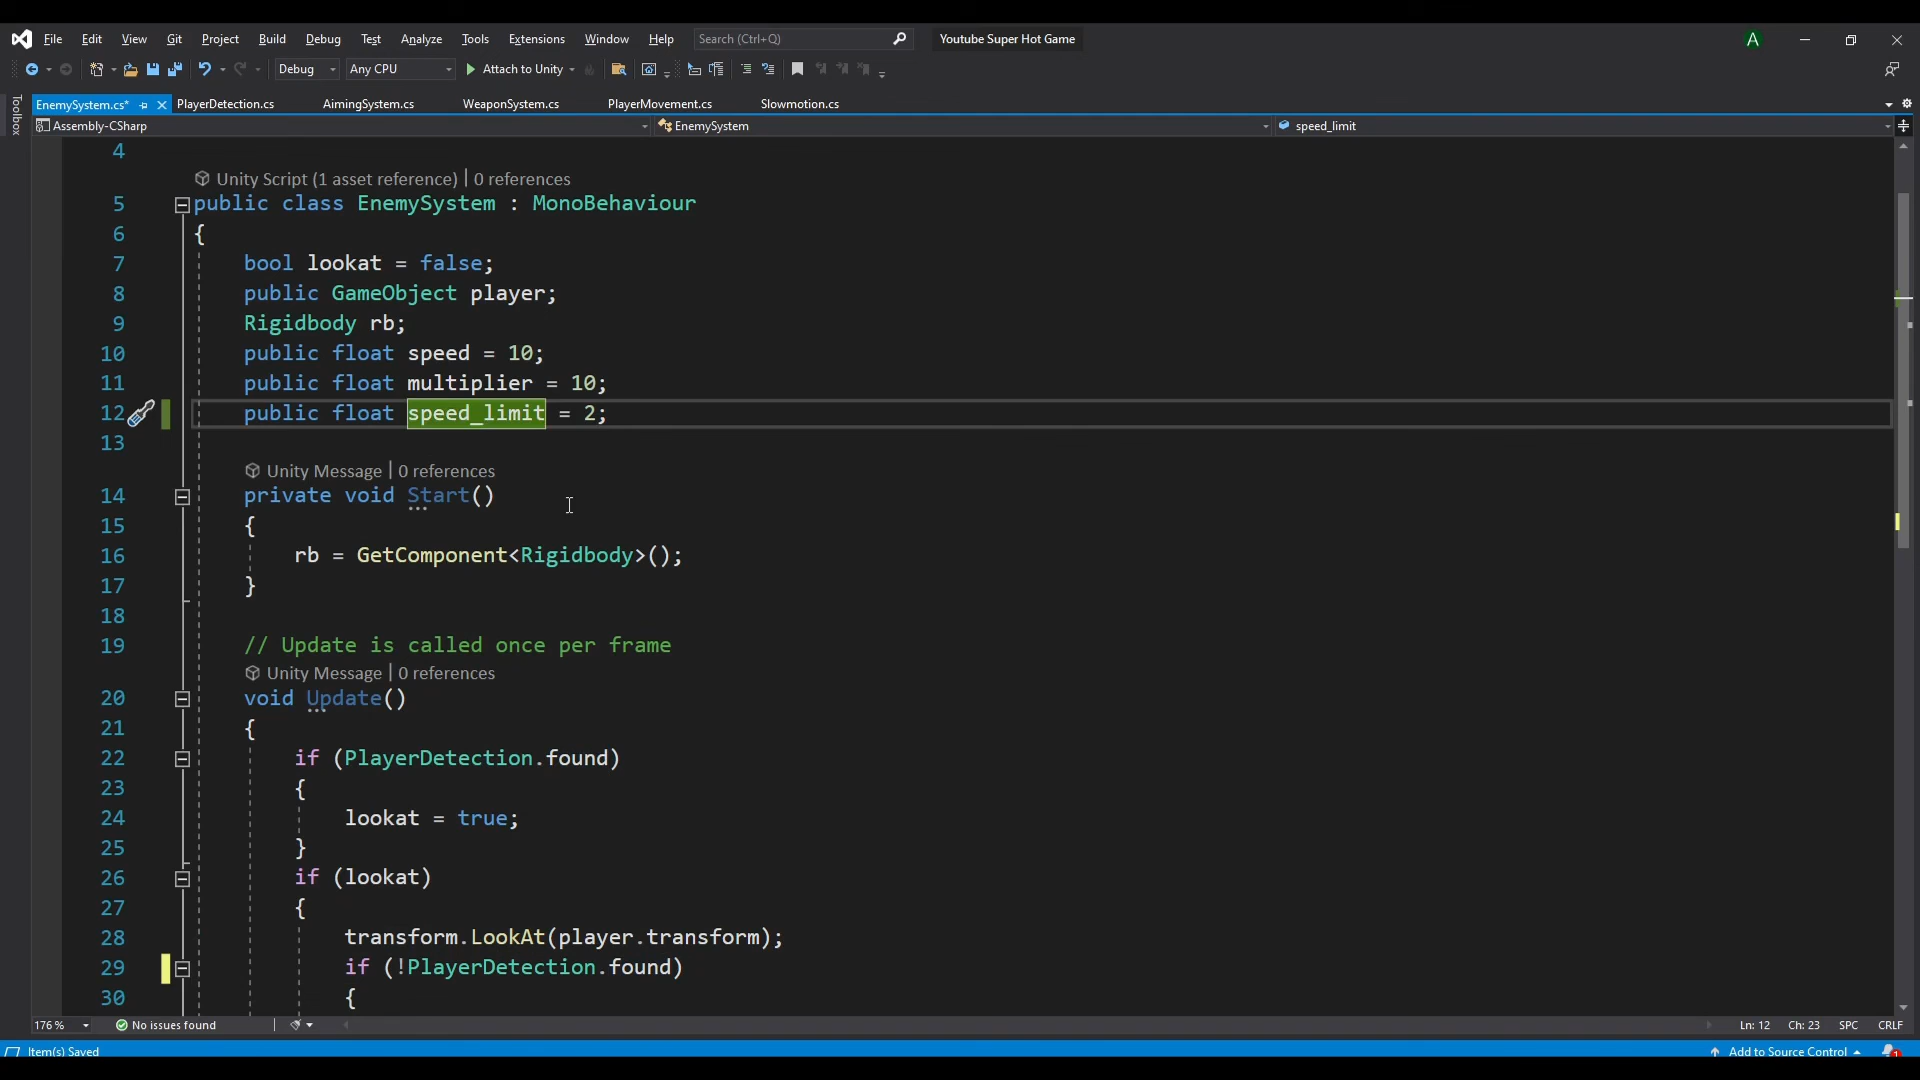 File Edit View Git Project Build Debug Test Analyze Tools Extensions Window Help Search (Ctrl+Q) Youtube Super Hot Game A
Debug Any CPU Attach to Unity
EnemySystem.cs* PlayerDetection.cs AimingSystem.cs WeaponSystem.cs PlayerMovement.cs Slowmotion.cs
Toolbox
Assembly-CSharp EnemySystem speed_limit
4
Unity Script (1 asset reference) | 0 references
5 public class EnemySystem : MonoBehaviour
6 {
7 bool lookat = false;
8 public GameObject player;
9 Rigidbody rb;
10 public float speed = 10;
11 public float multiplier = 10;
12 public float speed_limit = 2;
13
Unity Message | 0 references
14 private void Start()
15 {
16 rb = GetComponent<Rigidbody>();
17 }
18
19 // Update is called once per frame
Unity Message | 0 references
20 void Update()
21 {
22 if (PlayerDetection.found)
23 {
24 lookat = true;
25 }
26 if (lookat)
27 {
28 transform.LookAt(player.transform);
29 if (!PlayerDetection.found)
30 {
176 % No issues found Ln: 12 Ch: 23 SPC CRLF
Item(s) Saved Add to Source Control 1